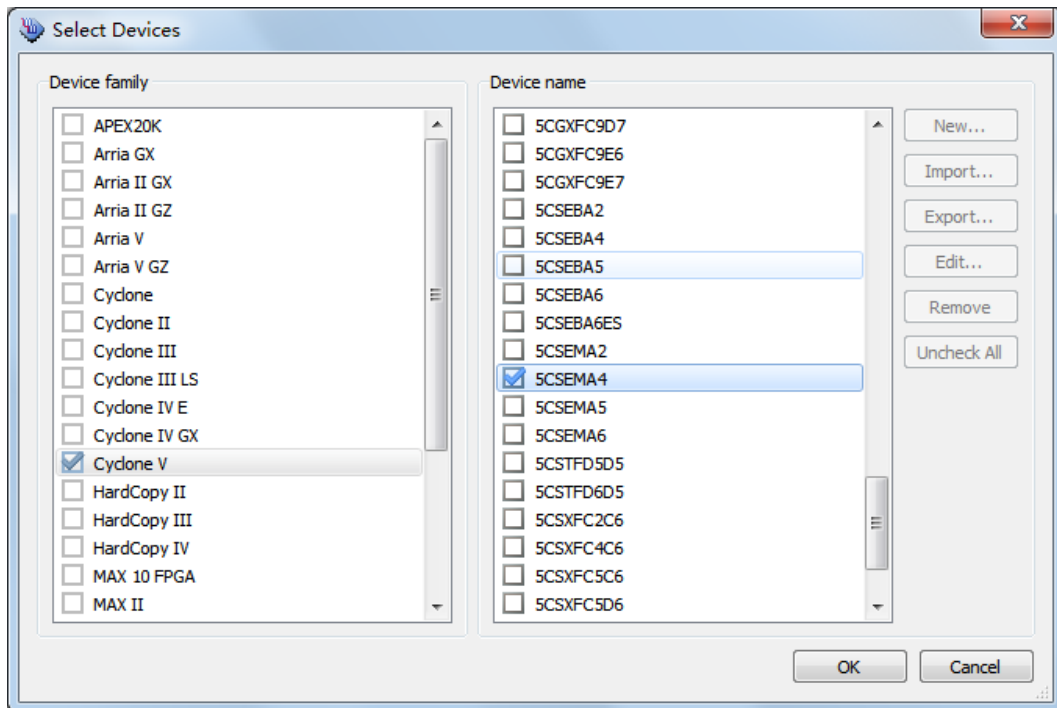 Select Devices
Device family
APEX20K
Arria GX
Arria II GX
Arria II GZ
Arria V
Arria V GZ
Cyclone
Cyclone II
Cyclone III
Cyclone III LS
Cyclone IV E
Cyclone IV GX
Cyclone V
HardCopy II
HardCopy III
HardCopy IV
MAX 10 FPGA
MAX II
Device name
5CGXFC9D7
5CGXFC9E6
5CGXFC9E7
5CSEBA2
5CSEBA4
5CSEBA5
5CSEBA6
5CSEBA6ES
5CSEMA2
5CSEMA4
5CSEMA5
5CSEMA6
5CSTFD5D5
5CSTFD6D5
5CSXFC2C6
5CSXFC4C6
5CSXFC5C6
5CSXFC5D6
New...
Import...
Export...
Edit...
Remove
Uncheck All
OK
Cancel